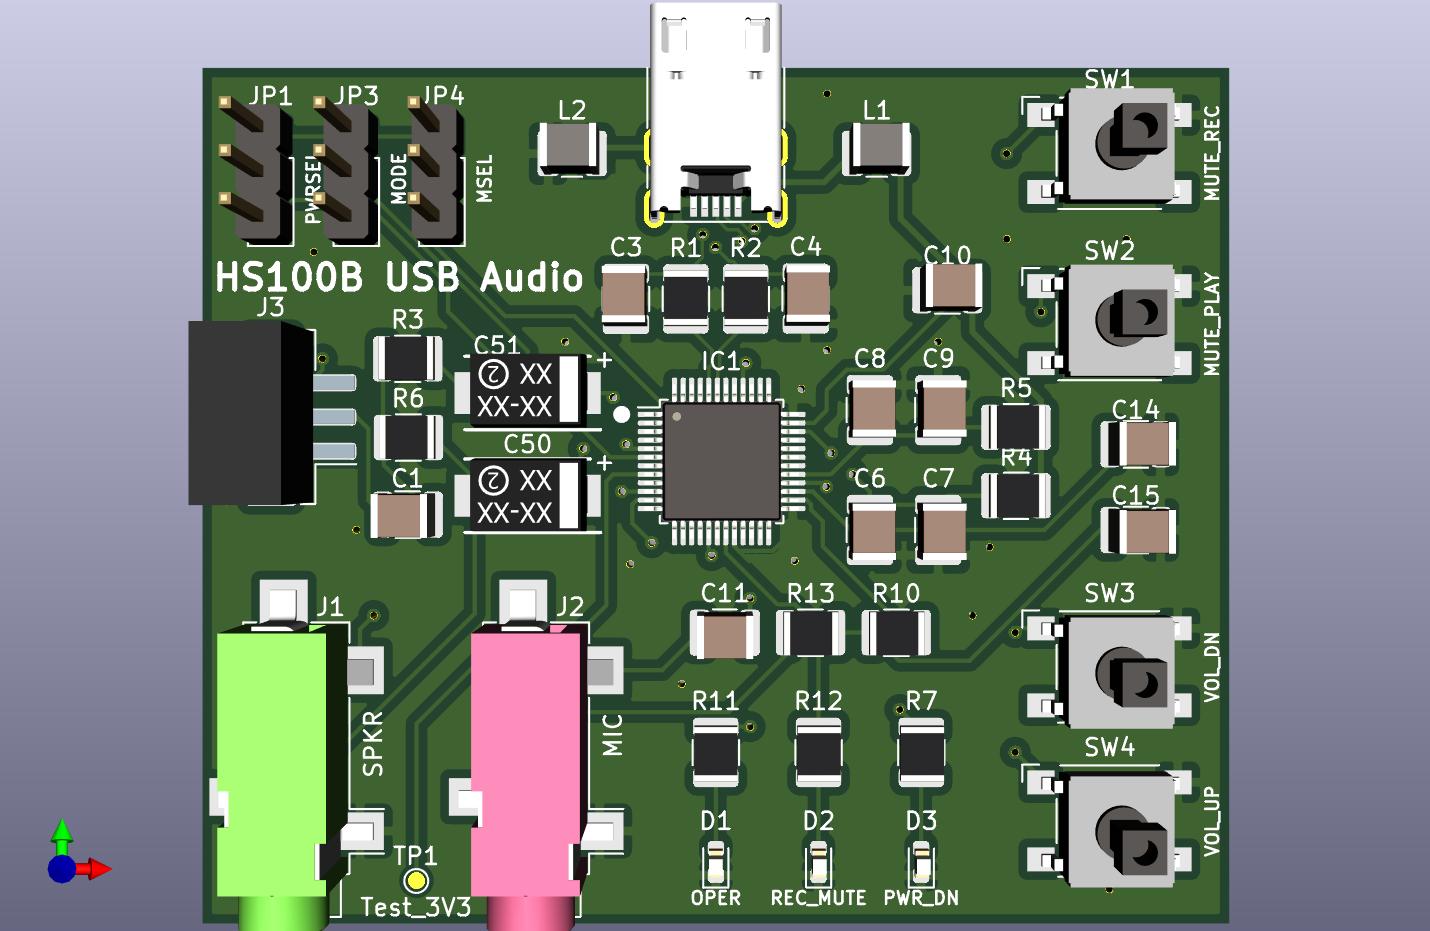 JP1
JP3
JP4
L2
L1
SW1
PWRSEL
MODE
MSEL
MUTE_REC
C3
R1
R2
C4
C10
SW2
HS100B USB Audio
MUTE_PLAY
J3
R3
C51
+
2 XX
XX-XX
IC1
C8
C9
R5
C14
R6
C50
+
2 XX
XX-XX
R4
C1
C6
C7
C15
J1
J2
C11
R13
R10
SW3
VOL_DN
SPKR
MIC
R11
R12
R7
SW4
VOL_UP
D1
D2
D3
TP1
Test_3V3
OPER
REC_MUTE
PWR_DN